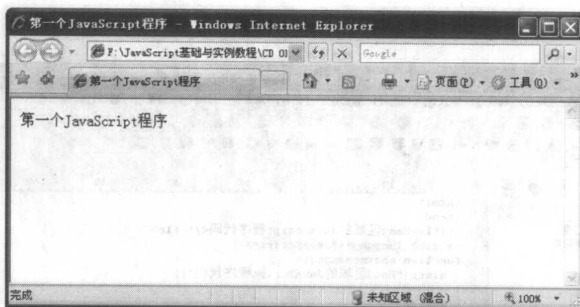 第一个JavaScript程序 - Windows Internet Explorer
F:\JavaScript基础与实例教程\CD 01
Google
第一个JavaScript程序
页面(P)
工具(O)
第一个JavaScript程序
完成
未知区域 (混合)
100%